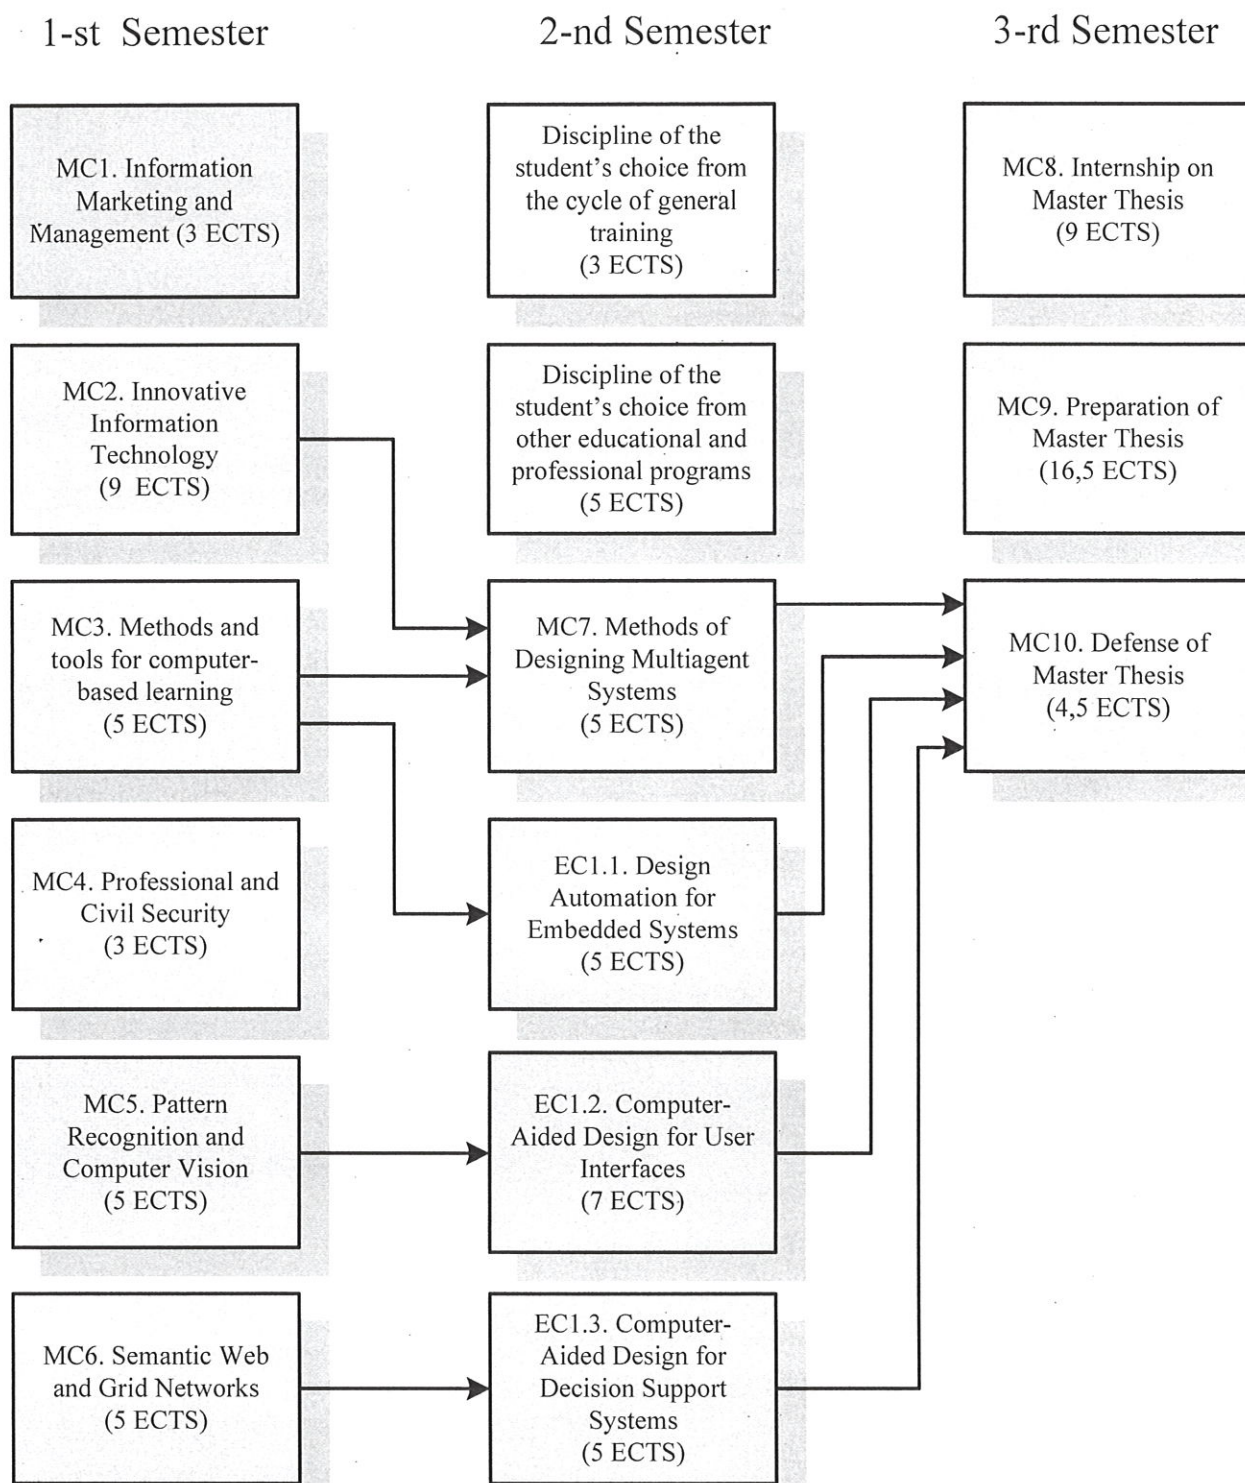 1-st Semester
2-nd Semester
3-rd Semester
MC1. Information
Marketing and
Management (3 ECTS)
Discipline of the
student's choice from
the cycle of general
training
(3 ECTS)
MC8. Internship on
Master Thesis
(9 ECTS)
MC2. Innovative
Information
Technology
(9 ECTS)
Discipline of the
student's choice from
other educational and
professional programs
(5 ECTS)
MC9. Preparation of
Master Thesis
(16,5 ECTS)
MC3. Methods and
tools for computer-
based learning
(5 ECTS)
MC7. Methods of
Designing Multiagent
Systems
(5 ECTS)
MC10. Defense of
Master Thesis
(4,5 ECTS)
MC4. Professional and
Civil Security
(3 ECTS)
EC1.1. Design
Automation for
Embedded Systems
(5 ECTS)
MC5. Pattern
Recognition and
Computer Vision
(5 ECTS)
EC1.2. Computer-
Aided Design for User
Interfaces
(7 ECTS)
MC6. Semantic Web
and Grid Networks
(5 ECTS)
EC1.3. Computer-
Aided Design for
Decision Support
Systems
(5 ECTS)